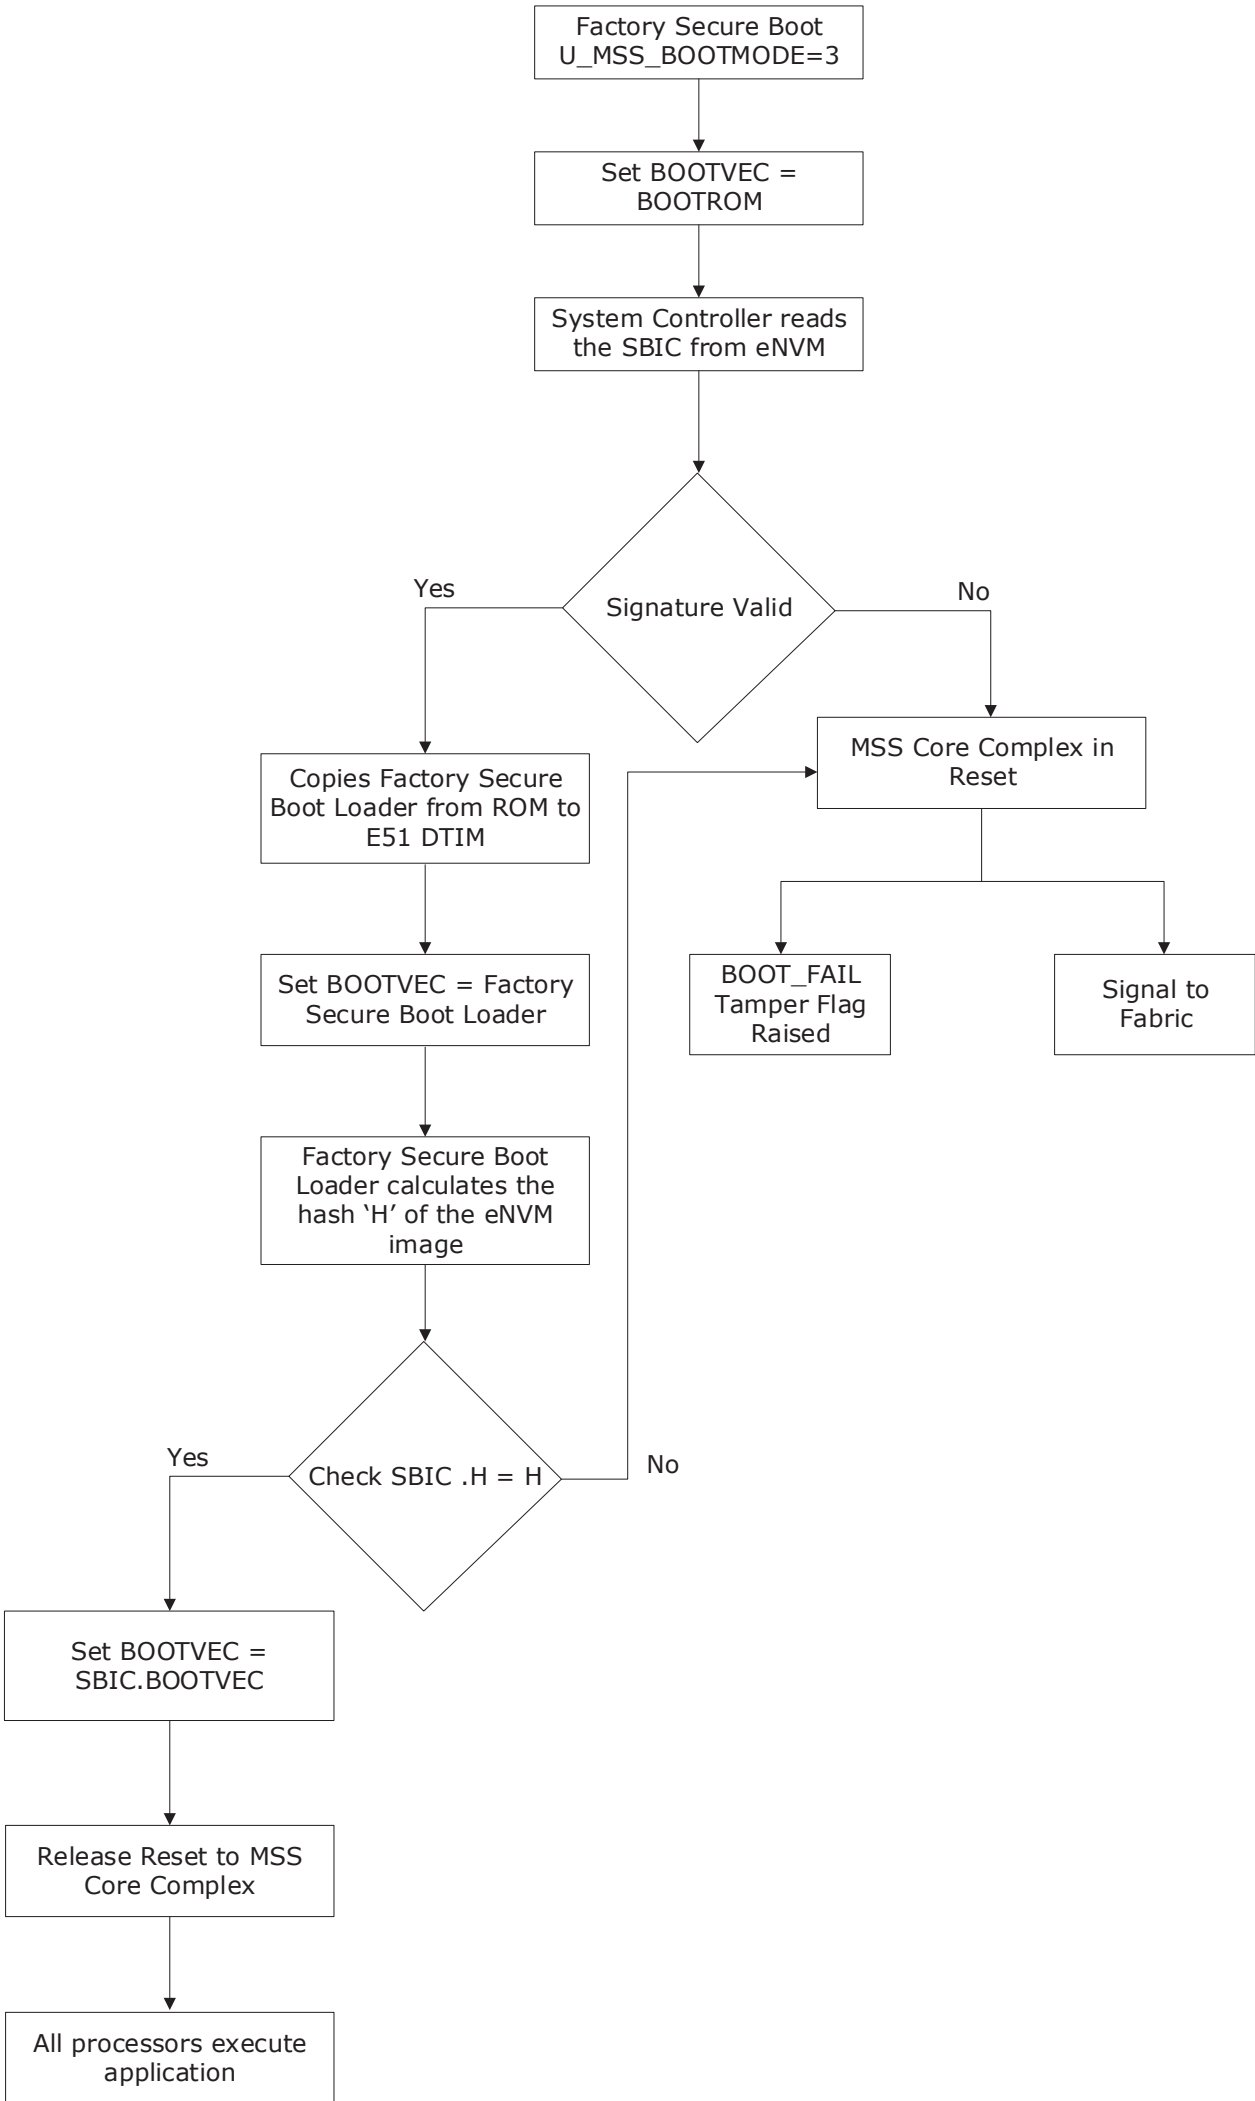 Factory Secure Boot
U_MSS_BOOTMODE=3
Set BOOTVEC =
BOOTROM
System Controller reads
the SBIC from eNVM
Signature Valid
Yes
No
MSS Core Complex in
Reset
Copies Factory Secure
Boot Loader from ROM to
E51 DTIM
BOOT_FAIL
Tamper Flag
Raised
Signal to
Fabric
Set BOOTVEC = Factory
Secure Boot Loader
Factory Secure Boot
Loader calculates the
hash ‘H’ of the eNVM
image
Check SBIC .H = H
Yes
No
Set BOOTVEC =
SBIC.BOOTVEC
Release Reset to MSS
Core Complex
All processors execute
application